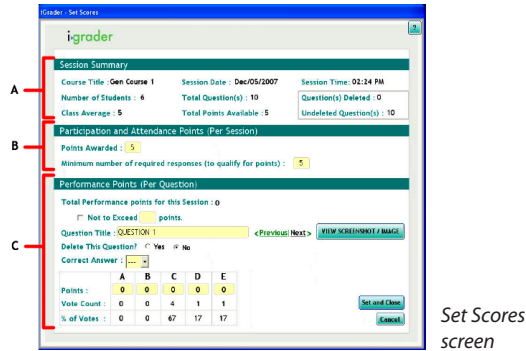 iGrader - Set Scores
?
i>grader
Session Summary
Course Title : Gen Course 1 Session Date : Dec/05/2007 Session Time: 02:24 PM
Number of Students : 6 Total Question(s) : 10 Question(s) Deleted : 0
Class Average : 5 Total Points Available : 5 Undeleted Question(s) : 10
A
Participation and Attendance Points (Per Session)
B
Points Awarded : 5
Minimum number of required responses (to qualify for points) : 5
Performance Points (Per Question)
Total Performance points for this Session : 0
Not to Exceed points.
Question Title : QUESTION 1 < Previous| Next > VIEW SCREENSHOT / IMAGE
C
Delete This Question? Yes No
Correct Answer : ---
A B C D E
Points : 0 0 0 0 0
Vote Count : 0 0 4 1 1 Set and Close
% of Votes : 0 0 67 17 17 Cancel
Set Scores
screen